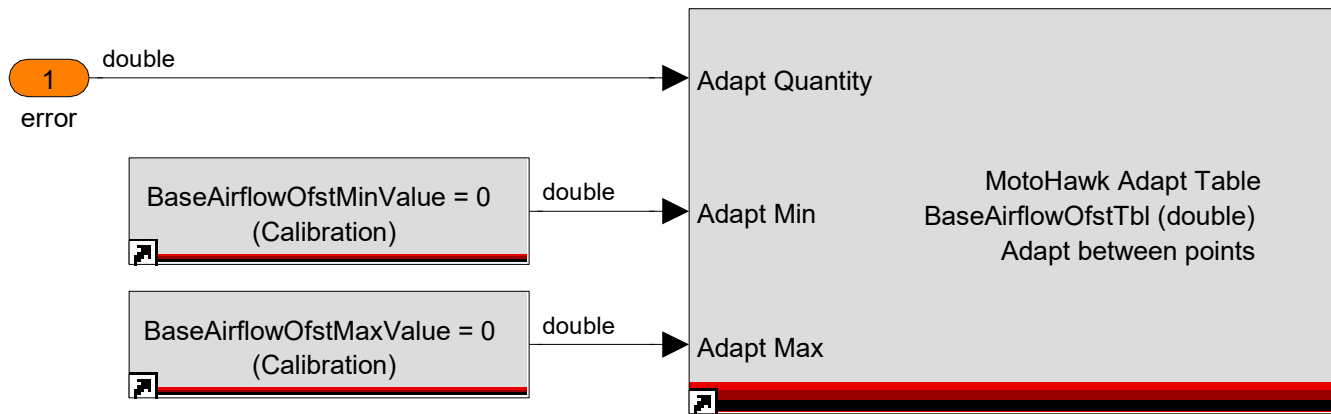 double
1
error
Adapt Quantity
BaseAirflowOfstMinValue = 0
(Calibration)
double
Adapt Min
MotoHawk Adapt Table
BaseAirflowOfstTbl (double)
Adapt between points
BaseAirflowOfstMaxValue = 0
(Calibration)
double
Adapt Max